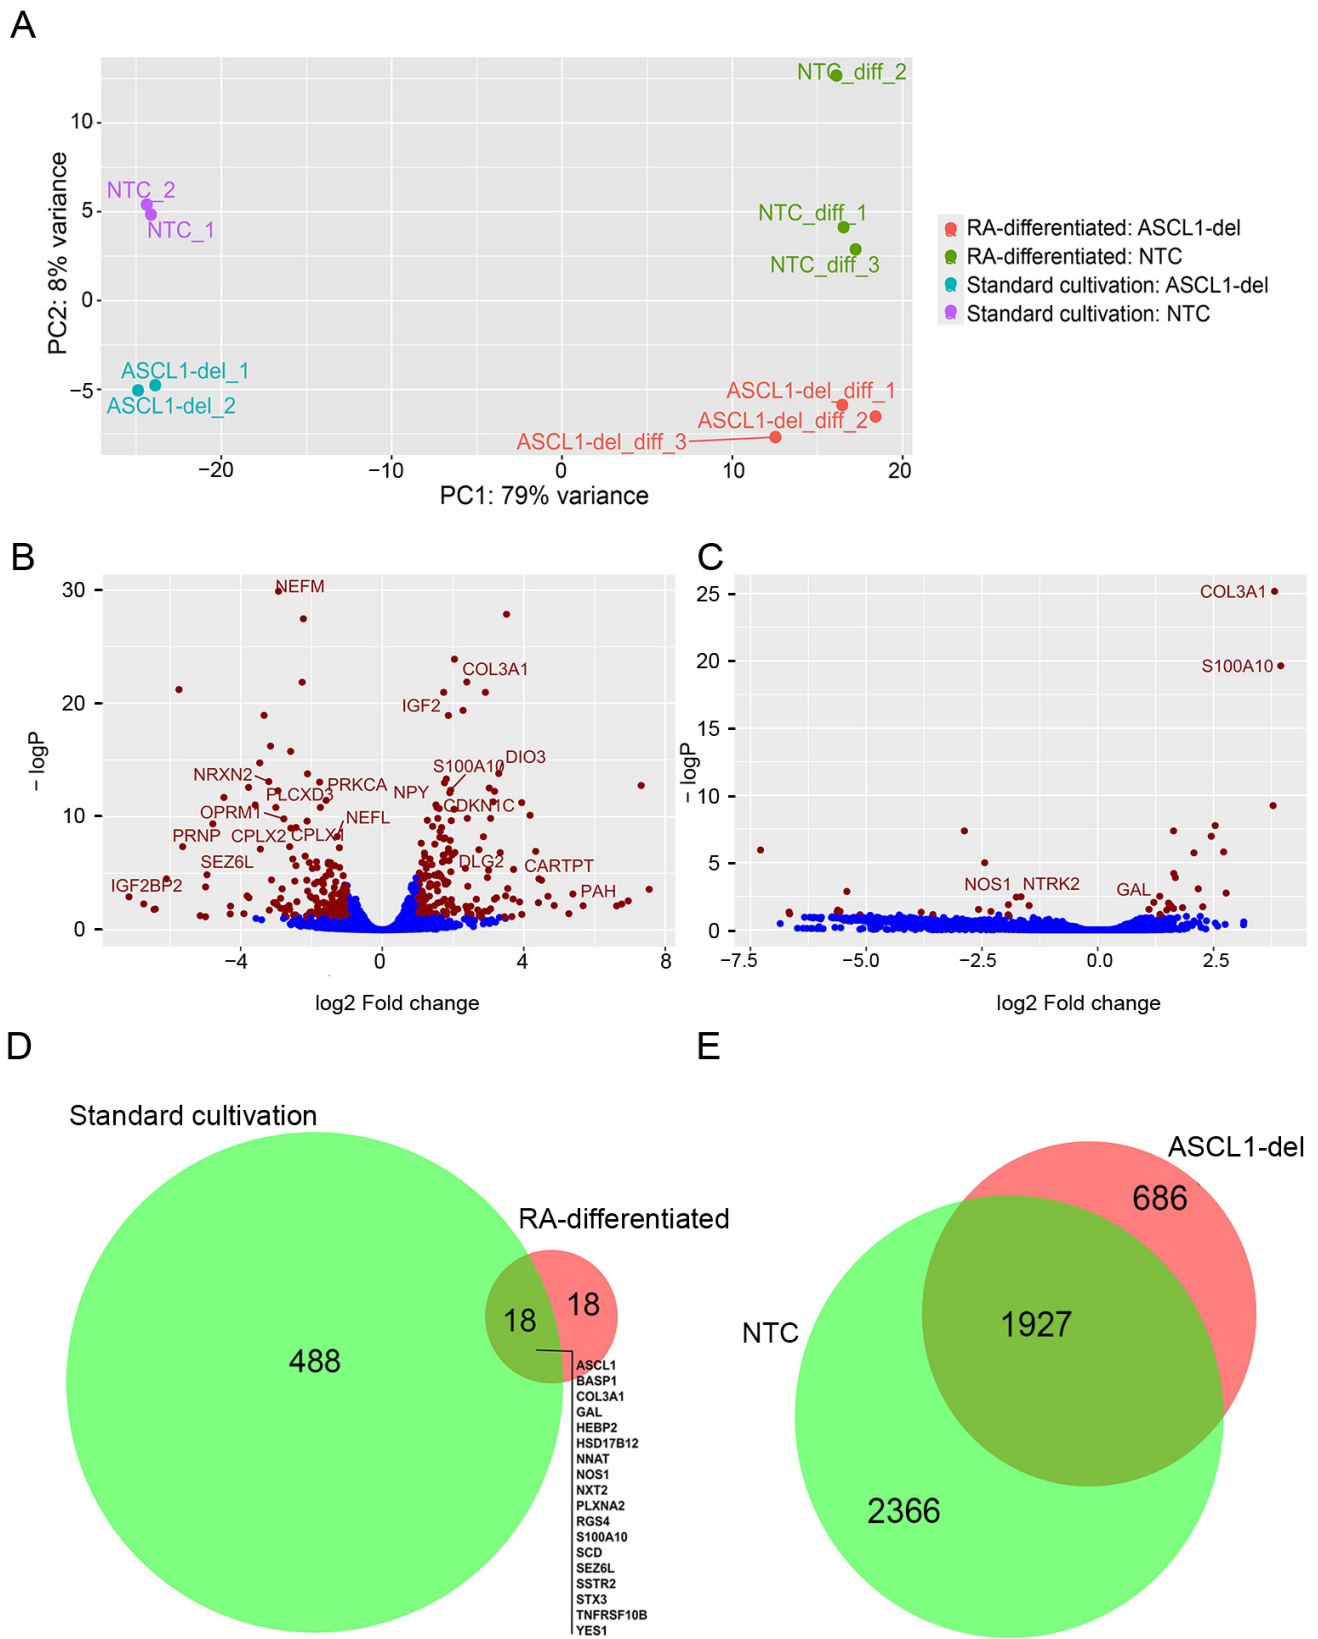 A
NTC_diff_2
10
NTC_2
NTC_1
5
NTC_diff_1
NTC_diff_3
0
PC2: 8% variance
ASCL1-del_1
−5
ASCL1-del_2
ASCL1-del_diff_1
ASCL1-del_diff_2
ASCL1-del_diff_3
−20 −10 0 10 20
PC1: 79% variance
RA-differentiated: ASCL1-del
RA-differentiated: NTC
Standard cultivation: ASCL1-del
Standard cultivation: NTC
B
30
NEFM
COL3A1
20
IGF2
− logP
DIO3
S100A10
NRXN2
PRKCA
PLCXD3
NPY
CDKN1C
10
OPRM1
NEFL
PRNP
CPLX2
CPLX1
SEZ6L
DLG2
CARTPT
IGF2BP2
PAH
0
−4 0 4 8
log2 Fold change
C
25
COL3A1
20
S100A10
15
− logP
10
5
NOS1
NTRK2
GAL
0
−7.5 −5.0 −2.5 0.0 2.5
log2 Fold change
D
Standard cultivation
RA-differentiated
488
18
18
ASCL1
BASP1
COL3A1
GAL
HEBP2
HSD17B12
NNAT
NOS1
NXT2
PLXNA2
RGS4
S100A10
SCD
SEZ6L
SSTR2
STX3
TNFRSF10B
YES1
E
ASCL1-del
686
NTC
1927
2366